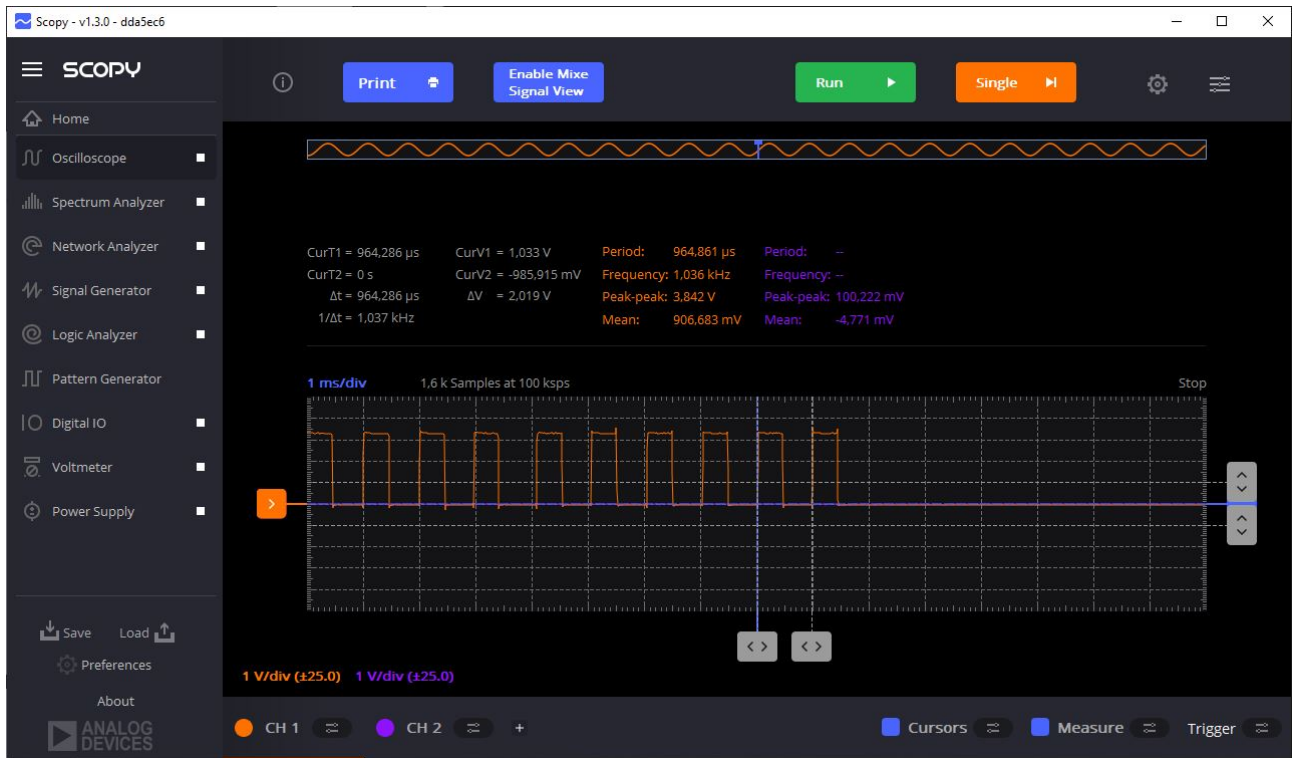 Scopy - v1.3.0 - dda5ec6
SCOPY
Print
Enable Mixe
Signal View
Run
Single
Home
Oscilloscope
Spectrum Analyzer
Network Analyzer
Signal Generator
Logic Analyzer
Pattern Generator
Digital IO
Voltmeter
Power Supply
Save Load
Preferences
About
ANALOG
DEVICES
CurT1 = 964,286 µs CurV1 = 1,033 V Period: 964,861 µs Period: --
CurT2 = 0 s CurV2 = -985,915 mV Frequency: 1,036 kHz Frequency: --
Δt = 964,286 µs ΔV = 2,019 V Peak-peak: 3,842 V Peak-peak: 100,222 mV
1/Δt = 1,037 kHz Mean: 906,683 mV Mean: -4,771 mV
1 ms/div 1,6 k Samples at 100 ksps Stop
1 V/div (±25.0) 1 V/div (±25.0)
CH 1 CH 2 + Cursors Measure Trigger